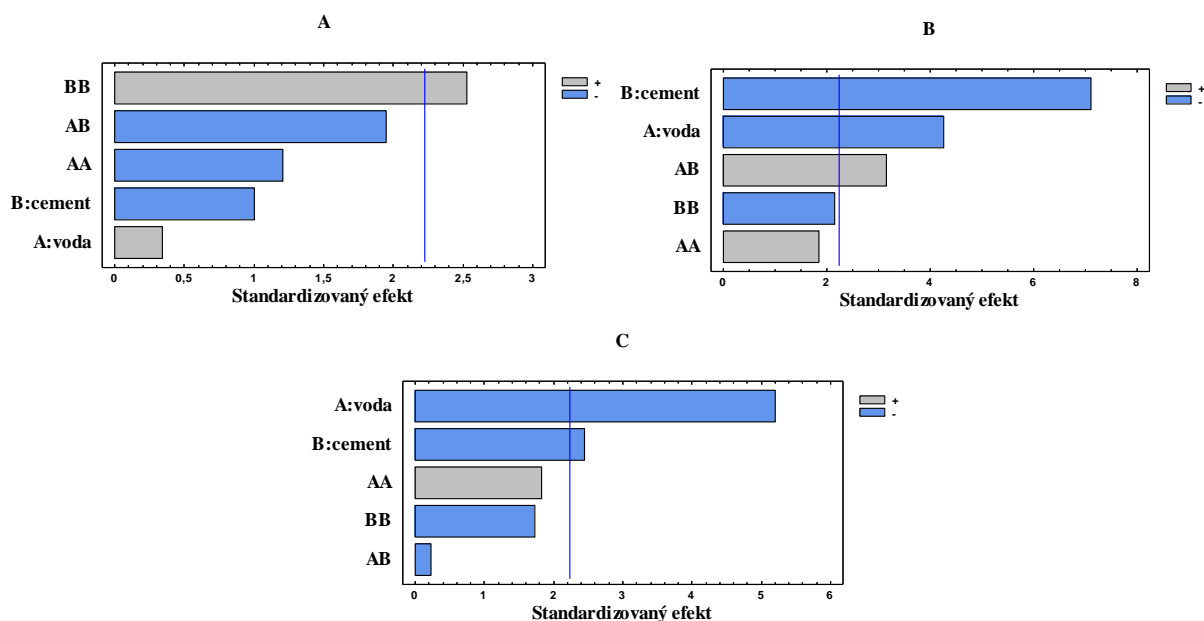 A
BB
AB
AA
B:cement
A:voda
+
-
0 0,5 1 1,5 2 2,5 3
Standardizovaný efekt
B
B:cement
A:voda
AB
BB
AA
+
-
0 2 4 6 8
Standardizovaný efekt
C
A:voda
B:cement
AA
BB
AB
+
-
0 1 2 3 4 5 6
Standardizovaný efekt